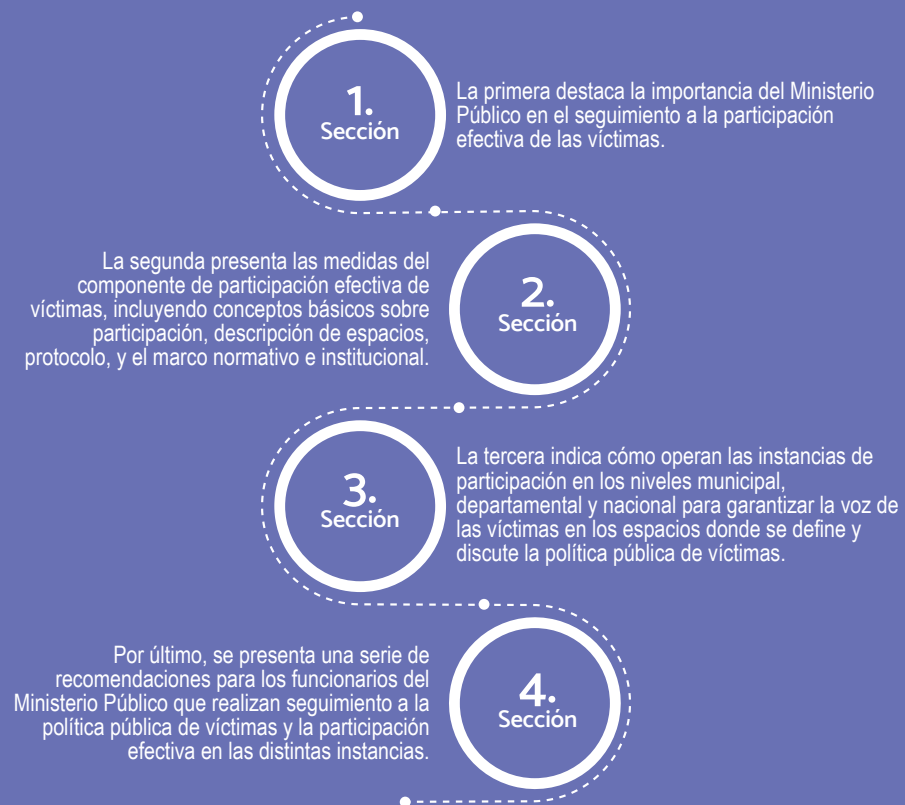 1.
Sección
La primera destaca la importancia del Ministerio
Público en el seguimiento a la participación
efectiva de las víctimas.
La segunda presenta las medidas del
componente de participación efectiva de
víctimas, incluyendo conceptos básicos sobre
participación, descripción de espacios,
protocolo, y el marco normativo e institucional.
2.
Sección
3.
Sección
La tercera indica cómo operan las instancias de
participación en los niveles municipal,
departamental y nacional para garantizar la voz de
las víctimas en los espacios donde se define y
discute la política pública de víctimas.
Por último, se presenta una serie de
recomendaciones para los funcionarios del
Ministerio Público que realizan seguimiento a la
política pública de víctimas y la participación
efectiva en las distintas instancias.
4.
Sección